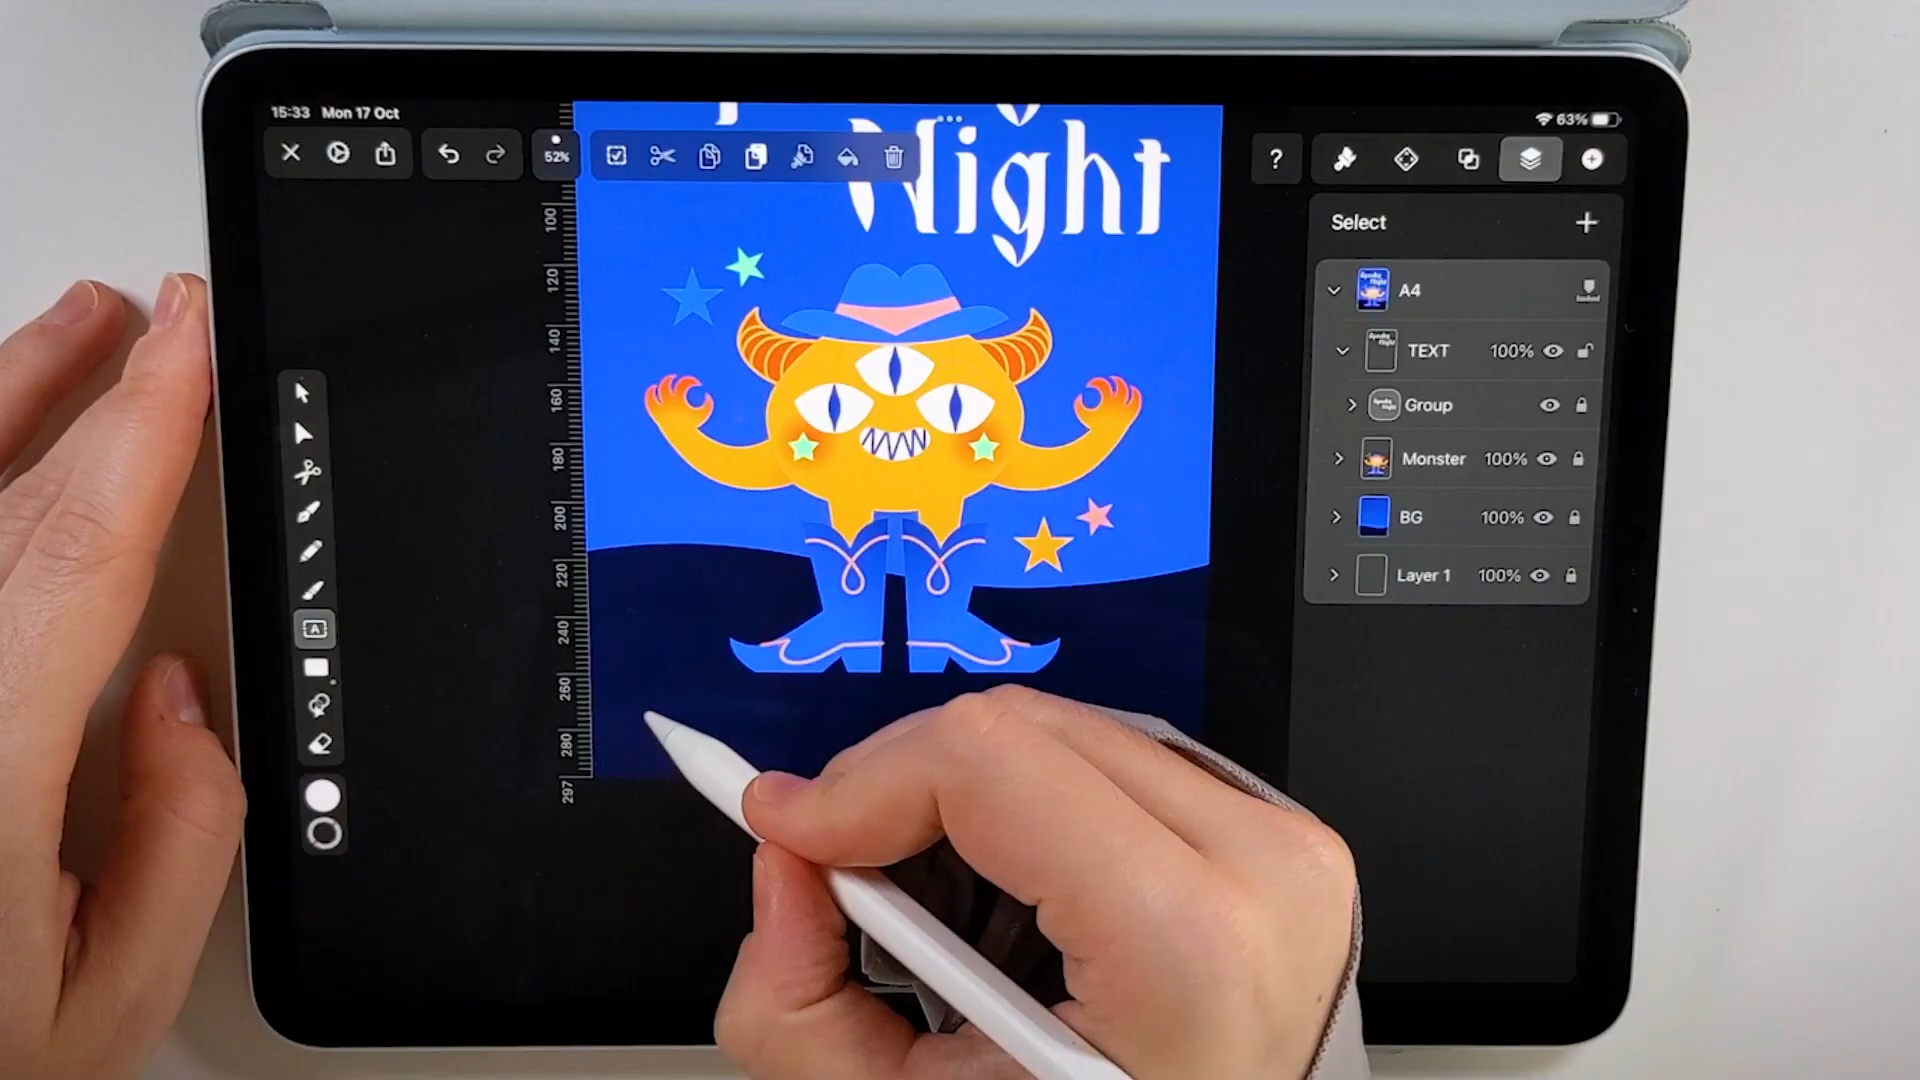 15:33 Mon 17 Oct
63%
52%
?
Night
Select
A4
TEXT 100%
Group
Monster 100%
BG 100%
Layer 1 100%
A
100
120
140
160
180
200
220
240
260
280
297